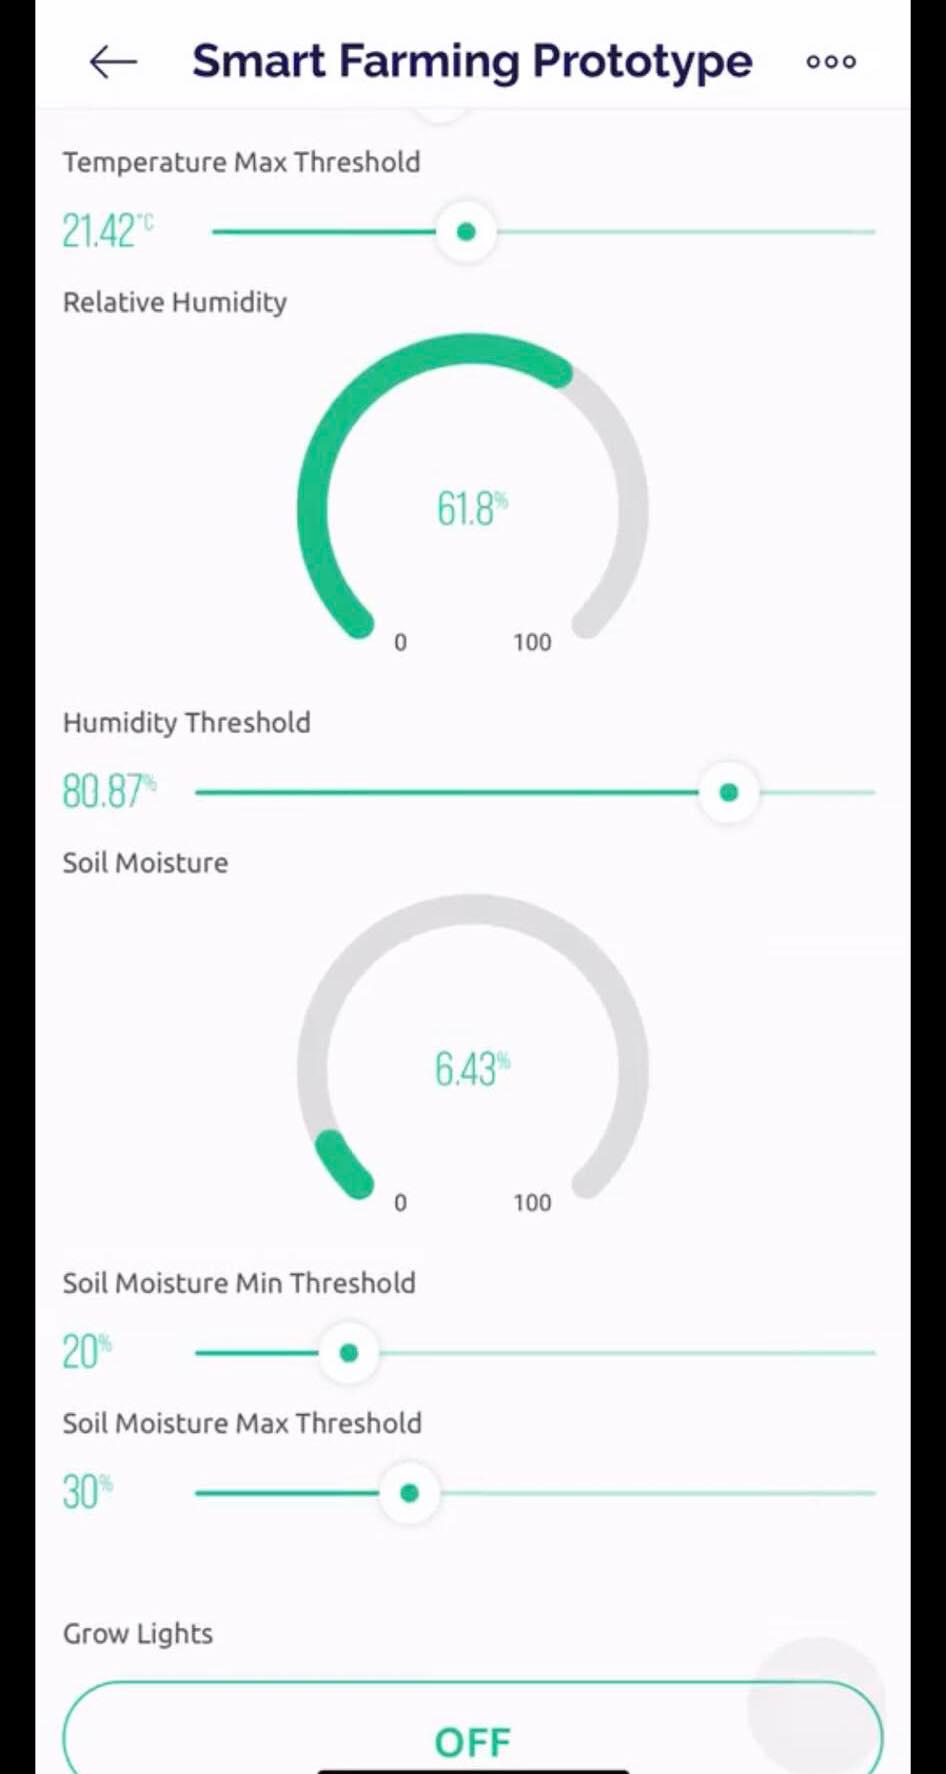 Smart Farming Prototype
Temperature Max Threshold
21.42°C
Relative Humidity
61.8%
0 100
Humidity Threshold
80.87%
Soil Moisture
6.43%
0 100
Soil Moisture Min Threshold
20%
Soil Moisture Max Threshold
30%
Grow Lights
OFF